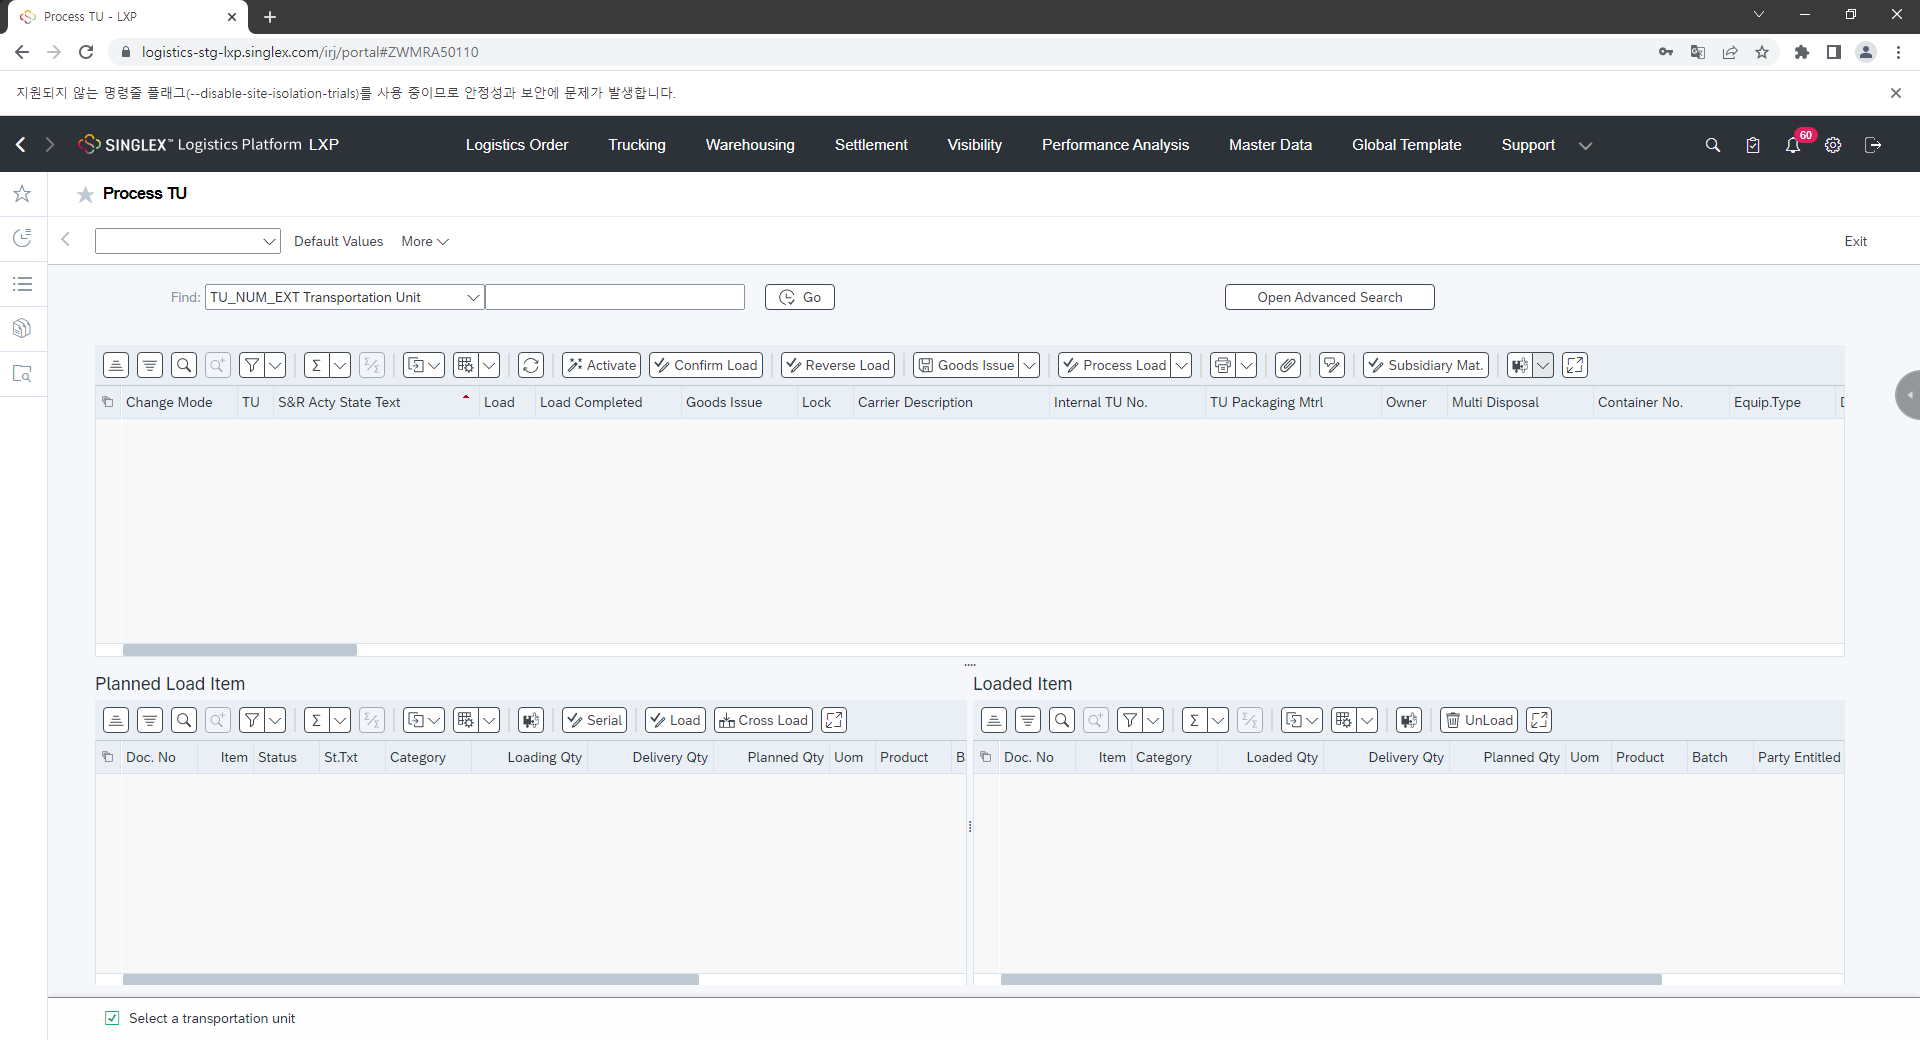 Process TU - LXP
logistics-stg-lxp.singlex.com/irj/portal#ZWMRA50110
지원되지 않는 명령줄 플래그(--disable-site-isolation-trials)를 사용 중이므로 안정성과 보안에 문제가 발생합니다.
SINGLEX™ Logistics Platform LXP
Logistics Order Trucking Warehousing Settlement Visibility Performance Analysis Master Data Global Template Support
60
Process TU
Default Values More
Exit
Find: TU_NUM_EXT Transportation Unit
Go
Open Advanced Search
Activate Confirm Load Reverse Load Goods Issue Process Load Subsidiary Mat.
Change Mode TU S&R Acty State Text Load Load Completed Goods Issue Lock Carrier Description Internal TU No. TU Packaging Mtrl Owner Multi Disposal Container No. Equip.Type
Planned Load Item
Serial Load Cross Load
Doc. No Item Status St.Txt Category Loading Qty Delivery Qty Planned Qty Uom Product B
Loaded Item
UnLoad
Doc. No Item Category Loaded Qty Delivery Qty Planned Qty Uom Product Batch Party Entitled
Select a transportation unit